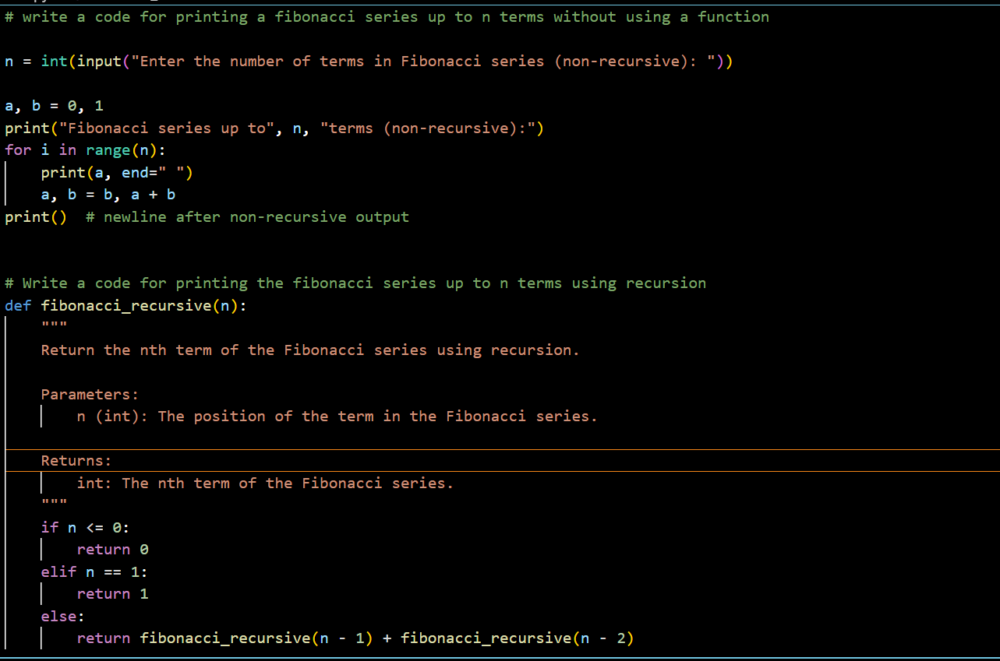 # write a code for printing a fibonacci series up to n terms without using a function
n = int(input("Enter the number of terms in Fibonacci series (non-recursive): "))
a, b = 0, 1
print("Fibonacci series up to", n, "terms (non-recursive):")
for i in range(n):
    print(a, end=" ")
    a, b = b, a + b
print()  # newline after non-recursive output
# Write a code for printing the fibonacci series up to n terms using recursion
def fibonacci_recursive(n):
    """
    Return the nth term of the Fibonacci series using recursion.
    Parameters:
        n (int): The position of the term in the Fibonacci series.
    Returns:
        int: The nth term of the Fibonacci series.
    """
    if n <= 0:
        return 0
    elif n == 1:
        return 1
    else:
        return fibonacci_recursive(n - 1) + fibonacci_recursive(n - 2)